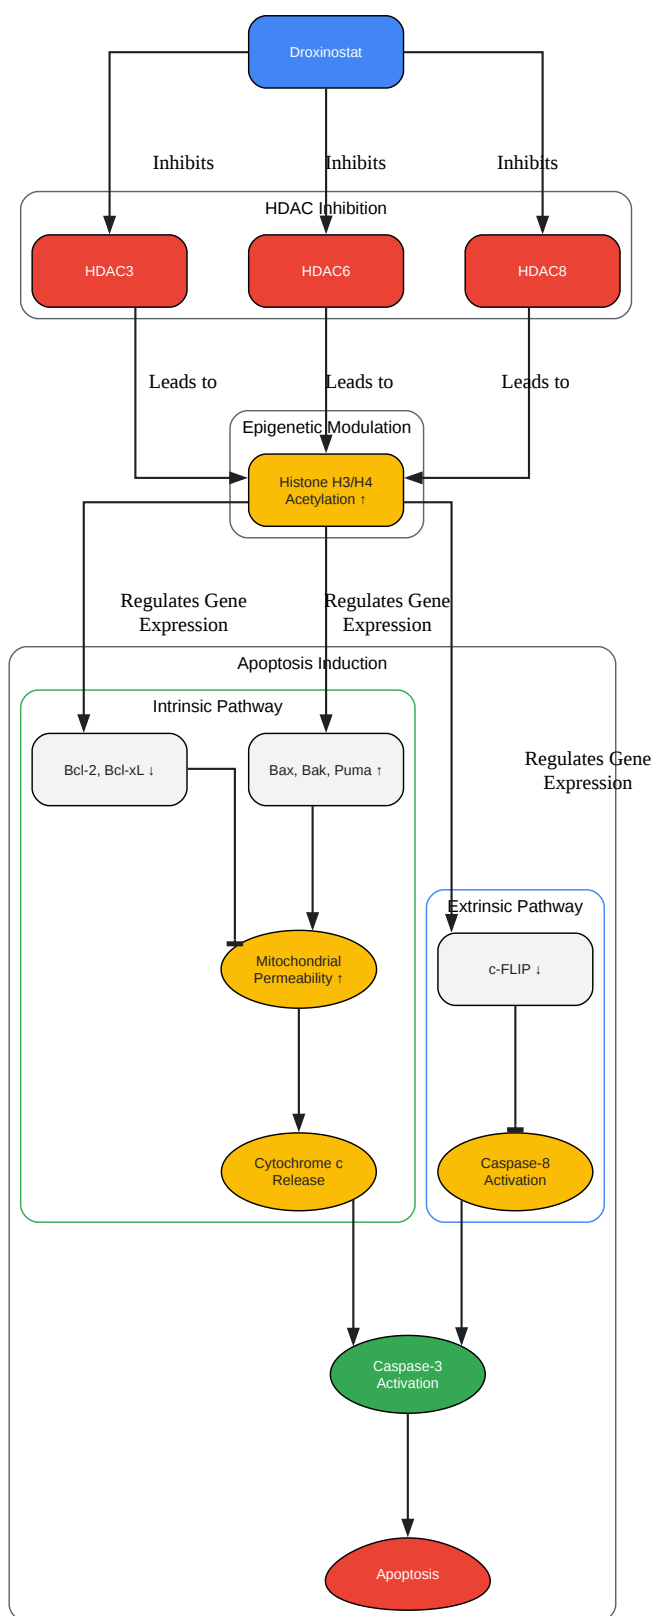 Droxinostat
Inhibits
Inhibits
Inhibits
HDAC Inhibition
HDAC3
HDAC6
HDAC8
Leads to
Leads to
Leads to
Epigenetic Modulation
Histone H3/H4
Acetylation ↑
Regulates Gene
Expression
Regulates Gene
Expression
Apoptosis Induction
Intrinsic Pathway
Bcl-2, Bcl-xL ↓
Bax, Bak, Puma ↑
Regulates Gene
Expression
Extrinsic Pathway
Mitochondrial
Permeability ↑
c-FLIP ↓
Cytochrome c
Release
Caspase-8
Activation
Caspase-3
Activation
Apoptosis